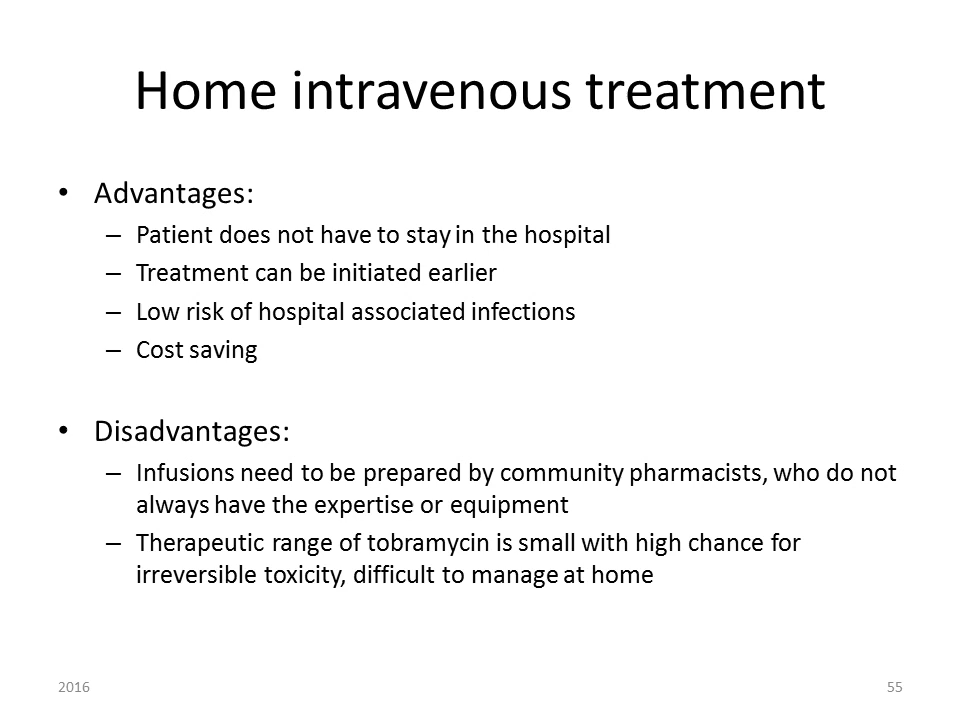 Home intravenous treatment
• Advantages:
– Patient does not have to stay in the hospital
– Treatment can be initiated earlier
– Low risk of hospital associated infections
– Cost saving
• Disadvantages:
– Infusions need to be prepared by community pharmacists, who do not
always have the expertise or equipment
– Therapeutic range of tobramycin is small with high chance for
irreversible toxicity, difficult to manage at home
2016
55